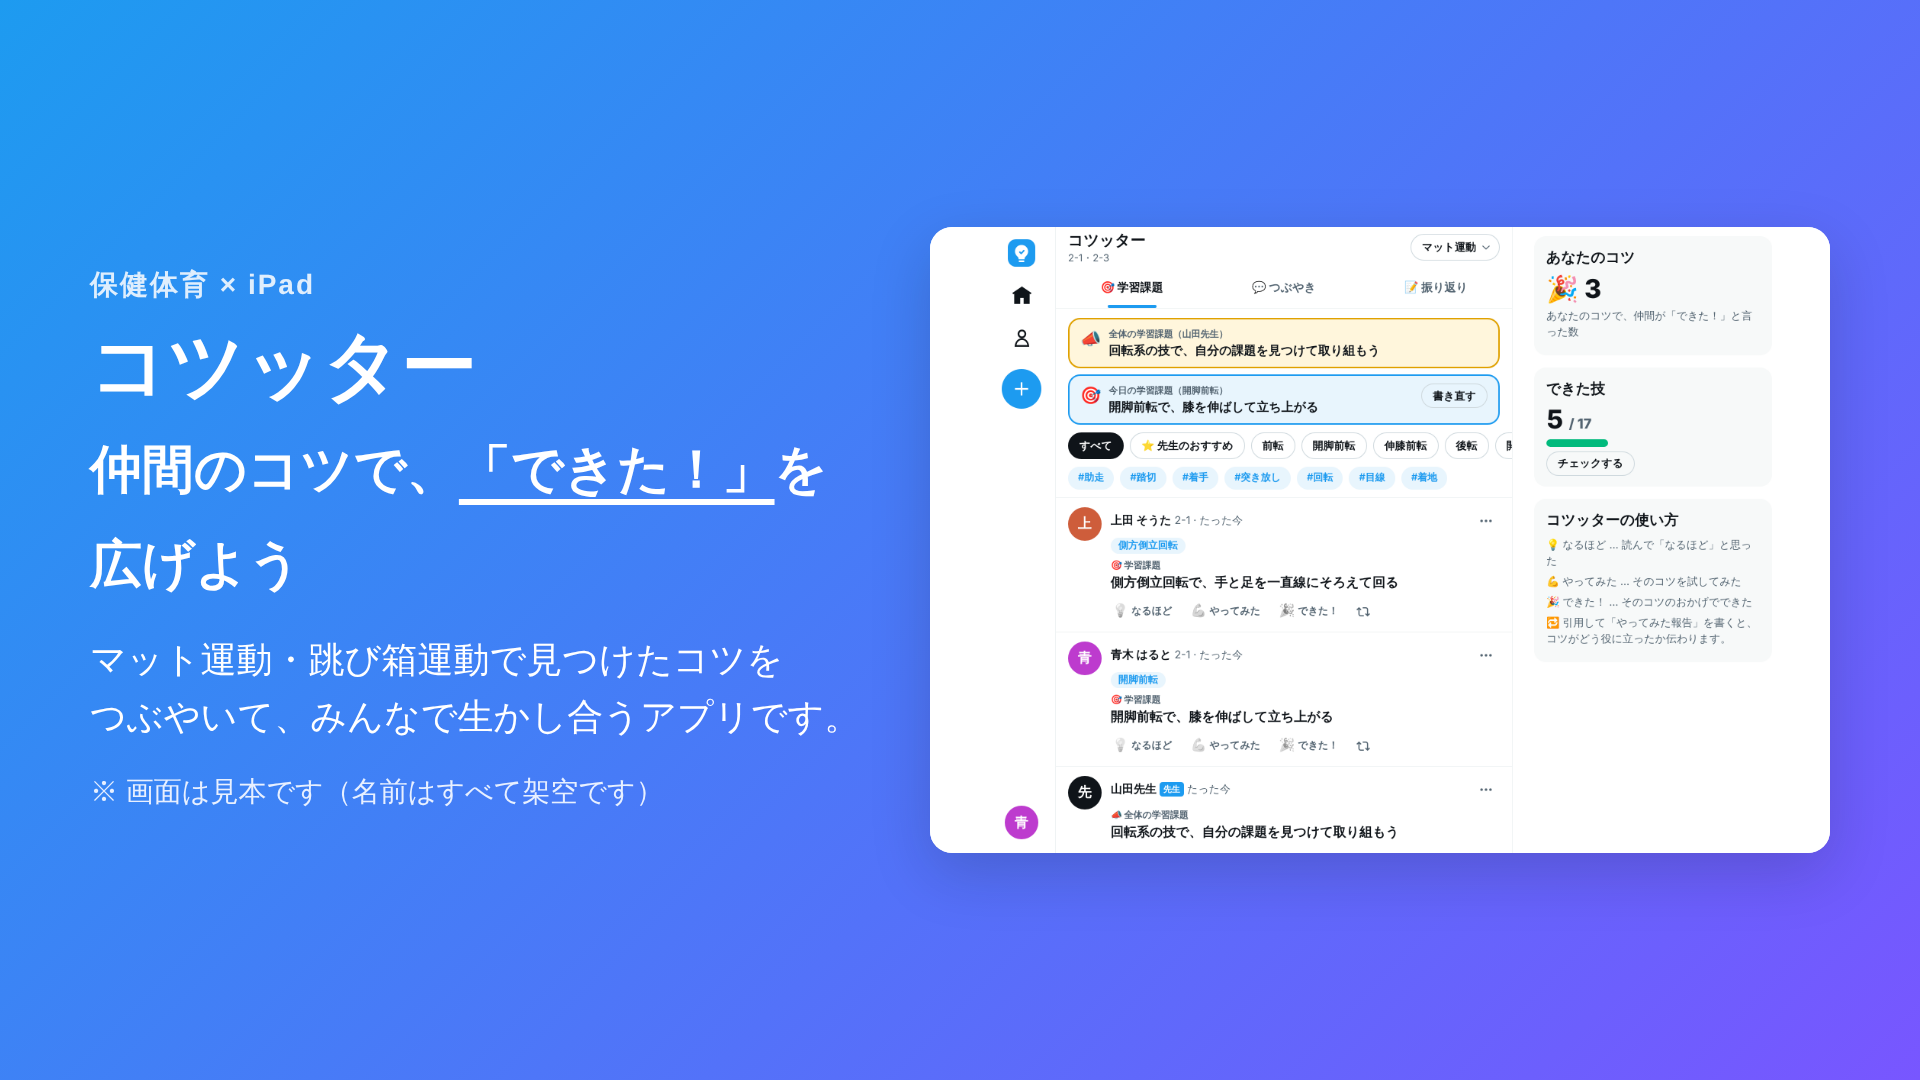 保健体育 × iPad
コツッター
仲間のコツで、「できた！」を
広げよう
マット運動・跳び箱運動で見つけたコツを
つぶやいて、みんなで生かし合うアプリです。
※ 画面は見本です（名前はすべて架空です）
コツッター
2-1 · 2-3
マット運動
🎯 学習課題
💬 つぶやき
📝 振り返り
📣 全体の学習課題（山田先生）
回転系の技で、自分の課題を見つけて取り組もう
🎯 今日の学習課題（開脚前転）
開脚前転で、膝を伸ばして立ち上がる
書き直す
すべて ⭐ 先生のおすすめ 前転 開脚前転 伸膝前転 後転
#助走 #踏切 #着手 #突き放し #回転 #目線 #着地
上
上田 そうた 2-1 · たった今
側方倒立回転
🎯 学習課題
側方倒立回転で、手と足を一直線にそろえて回る
💡 なるほど 💪 やってみた 🎉 できた！
青
青木 はると 2-1 · たった今
開脚前転
🎯 学習課題
開脚前転で、膝を伸ばして立ち上がる
💡 なるほど 💪 やってみた 🎉 できた！
先
山田先生 先生 たった今
📣 全体の学習課題
回転系の技で、自分の課題を見つけて取り組もう
青
あなたのコツ
🎉 3
あなたのコツで、仲間が「できた！」と言
った数
できた技
5 / 17
チェックする
コツッターの使い方
💡 なるほど … 読んで「なるほど」と思っ
た
💪 やってみた … そのコツを試してみた
🎉 できた！ … そのコツのおかげでできた
🔁 引用して「やってみた報告」を書くと、
コツがどう役に立ったか伝わります。